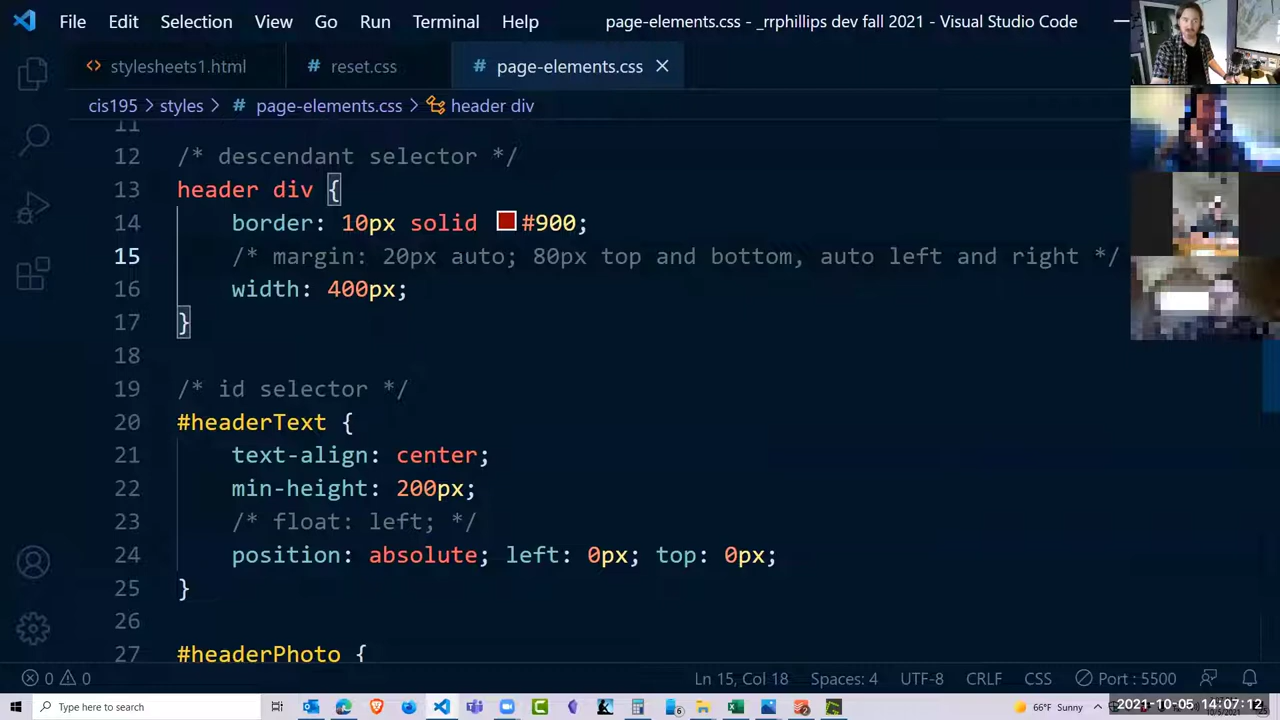 File Edit Selection View Go Run Terminal Help page-elements.css - _rrphillips dev fall 2021 - Visual Studio Code
stylesheets1.html # reset.css # page-elements.css
cis195 > styles > # page-elements.css > header div
11
12 /* descendant selector */
13 header div {
14 border: 10px solid #900;
15 /* margin: 20px auto; 80px top and bottom, auto left and right */
16 width: 400px;
17 }
18
19 /* id selector */
20 #headerText {
21 text-align: center;
22 min-height: 200px;
23 /* float: left; */
24 position: absolute; left: 0px; top: 0px;
25 }
26
27 #headerPhoto {
0 0 Ln 15, Col 18 Spaces: 4 UTF-8 CRLF CSS Port : 5500
Type here to search 66°F Sunny 2021-10-05 14:07:12